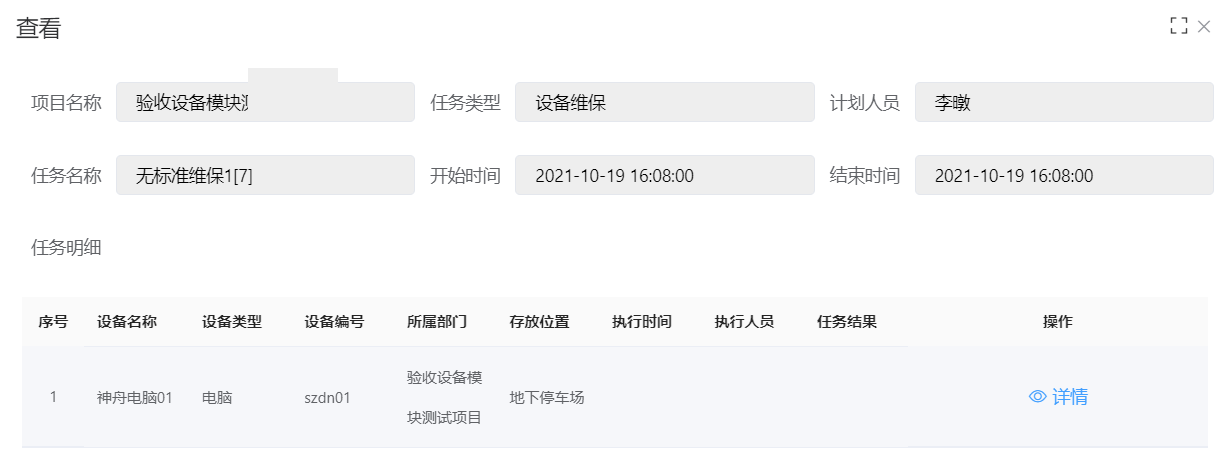 查看
项目名称 验收设备模块 任务类型 设备维保 计划人员 李暾
任务名称 无标准维保1[7] 开始时间 2021-10-19 16:08:00 结束时间 2021-10-19 16:08:00
任务明细
序号 设备名称 设备类型 设备编号 所属部门 存放位置 执行时间 执行人员 任务结果 操作
1 神舟电脑01 电脑 szdn01 验收设备模 地下停车场 详情
块测试项目